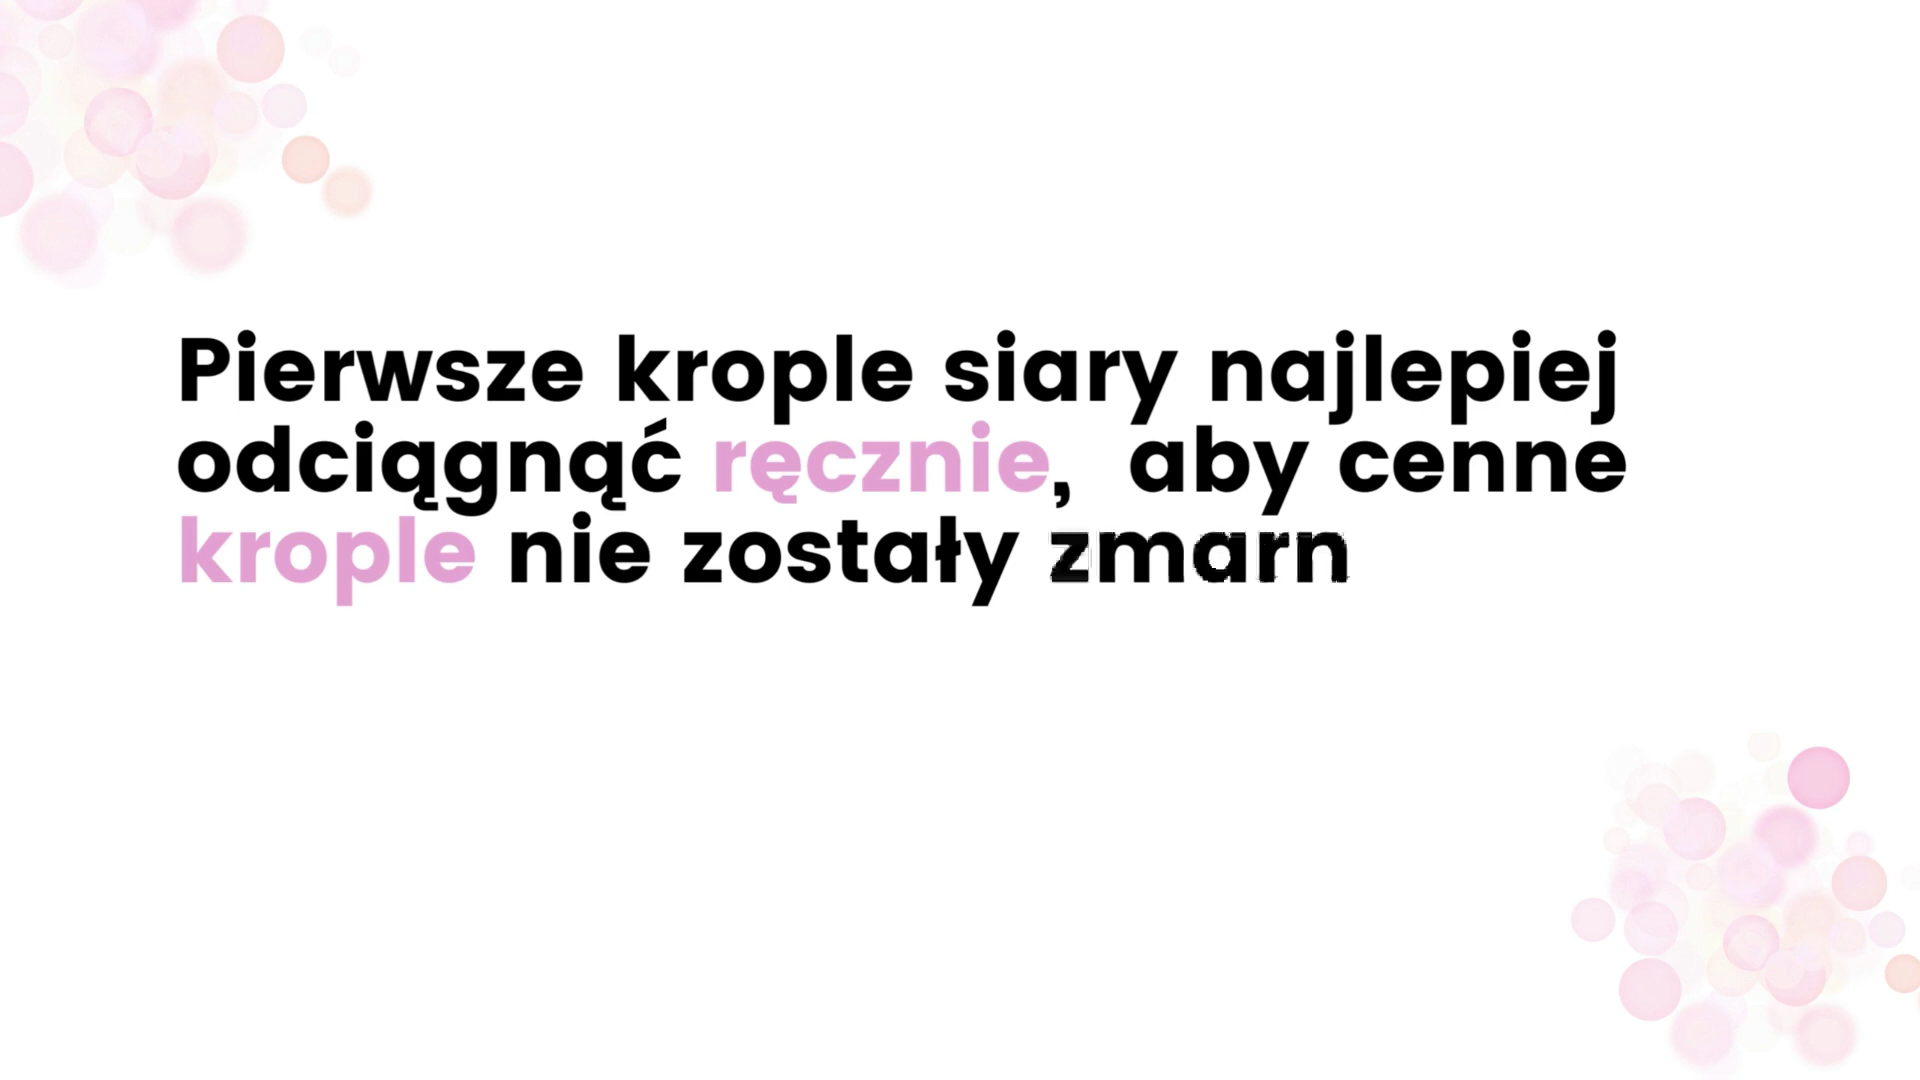 Pierwsze krople siary najlepiej
odciągnąć ręcznie, aby cenne
krople nie zostały zmarn